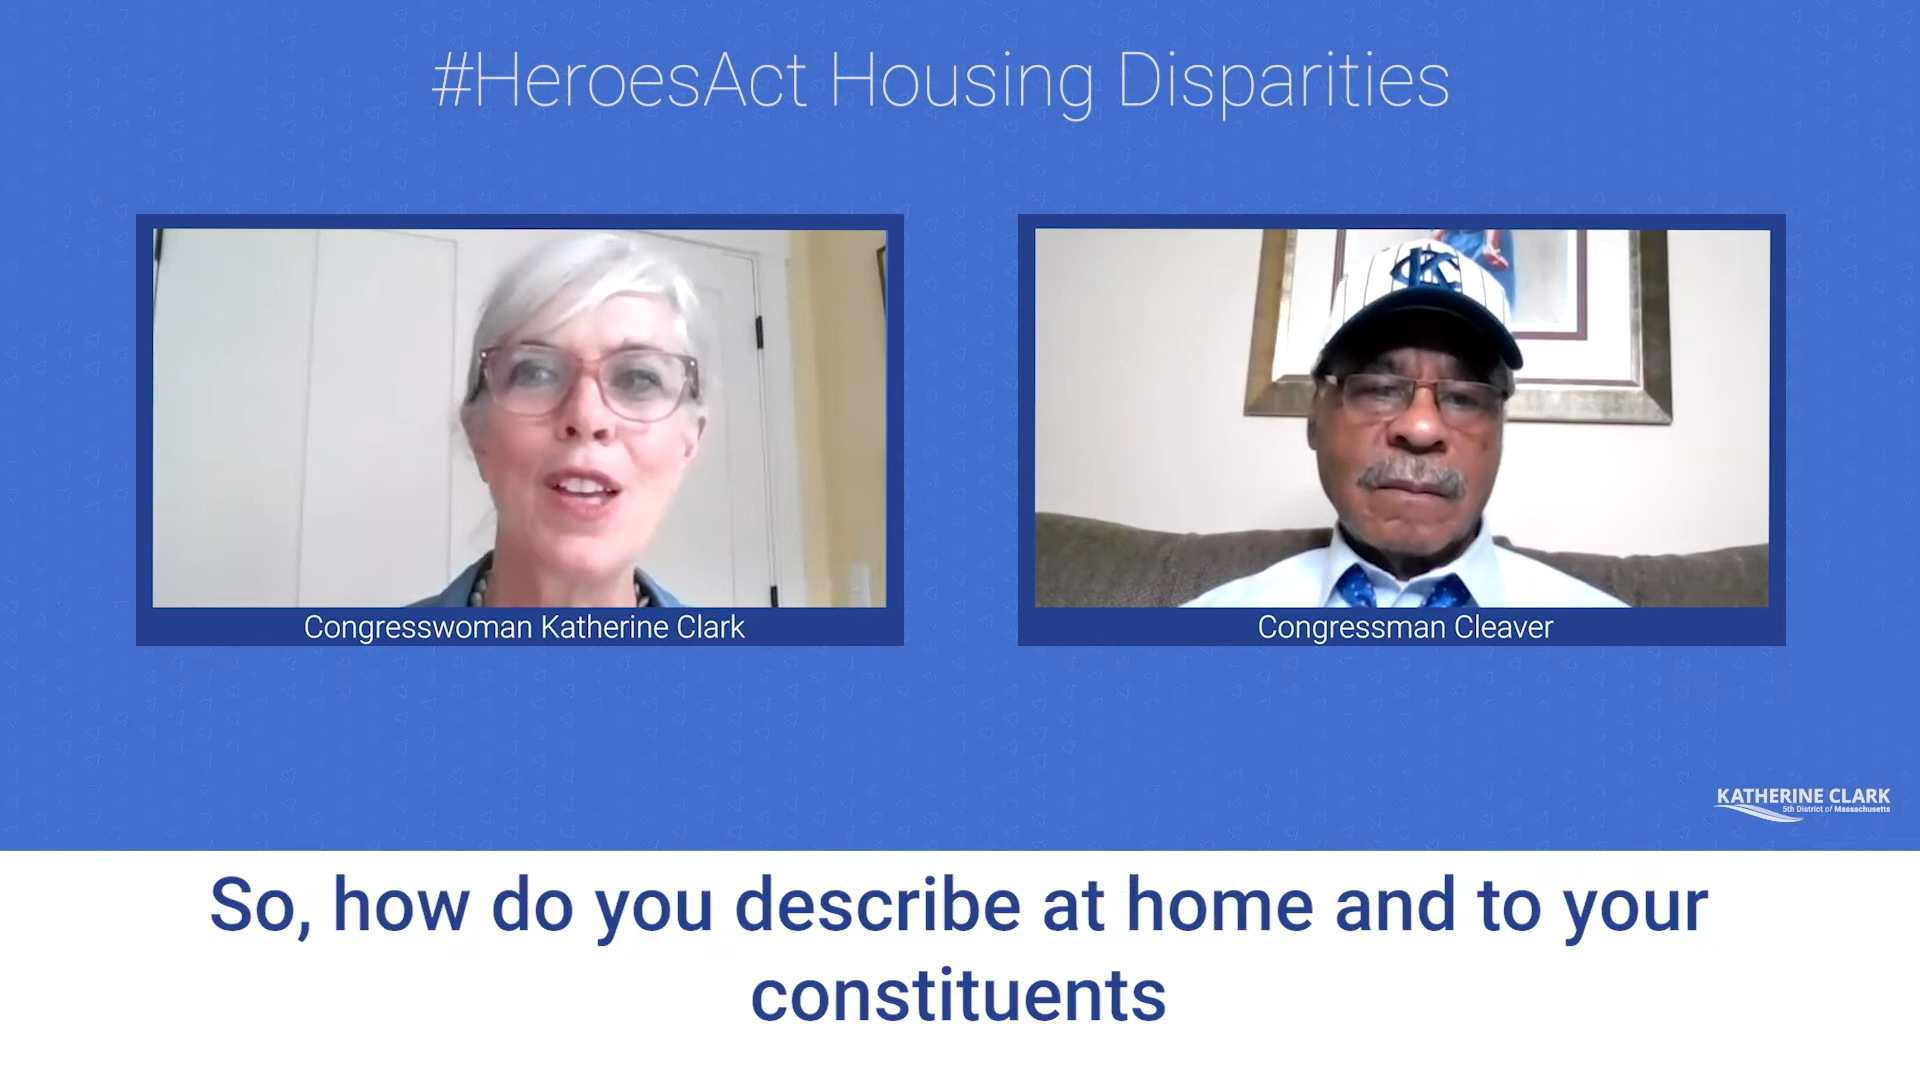 #HeroesAct Housing Disparities
KC
Congresswoman Katherine Clark
Congressman Cleaver
KATHERINE CLARK
5th District of Massachusetts
So, how do you describe at home and to your
constituents